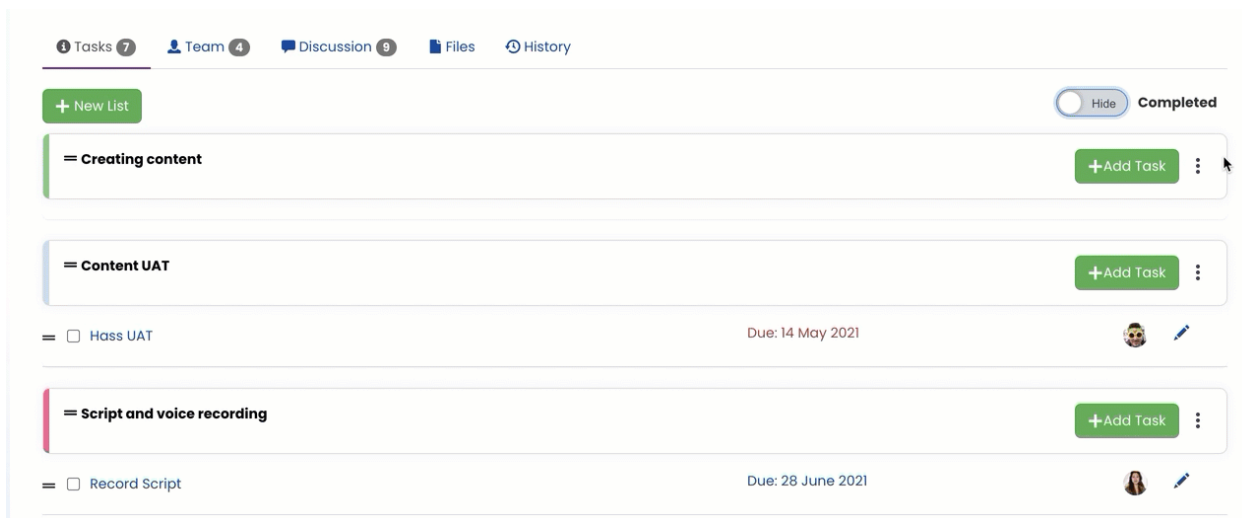 Tasks 7 Team 4 Discussion 9 Files History
+ New List Hide Completed
Creating content +Add Task
Content UAT +Add Task
Hass UAT Due: 14 May 2021
Script and voice recording +Add Task
Record Script Due: 28 June 2021